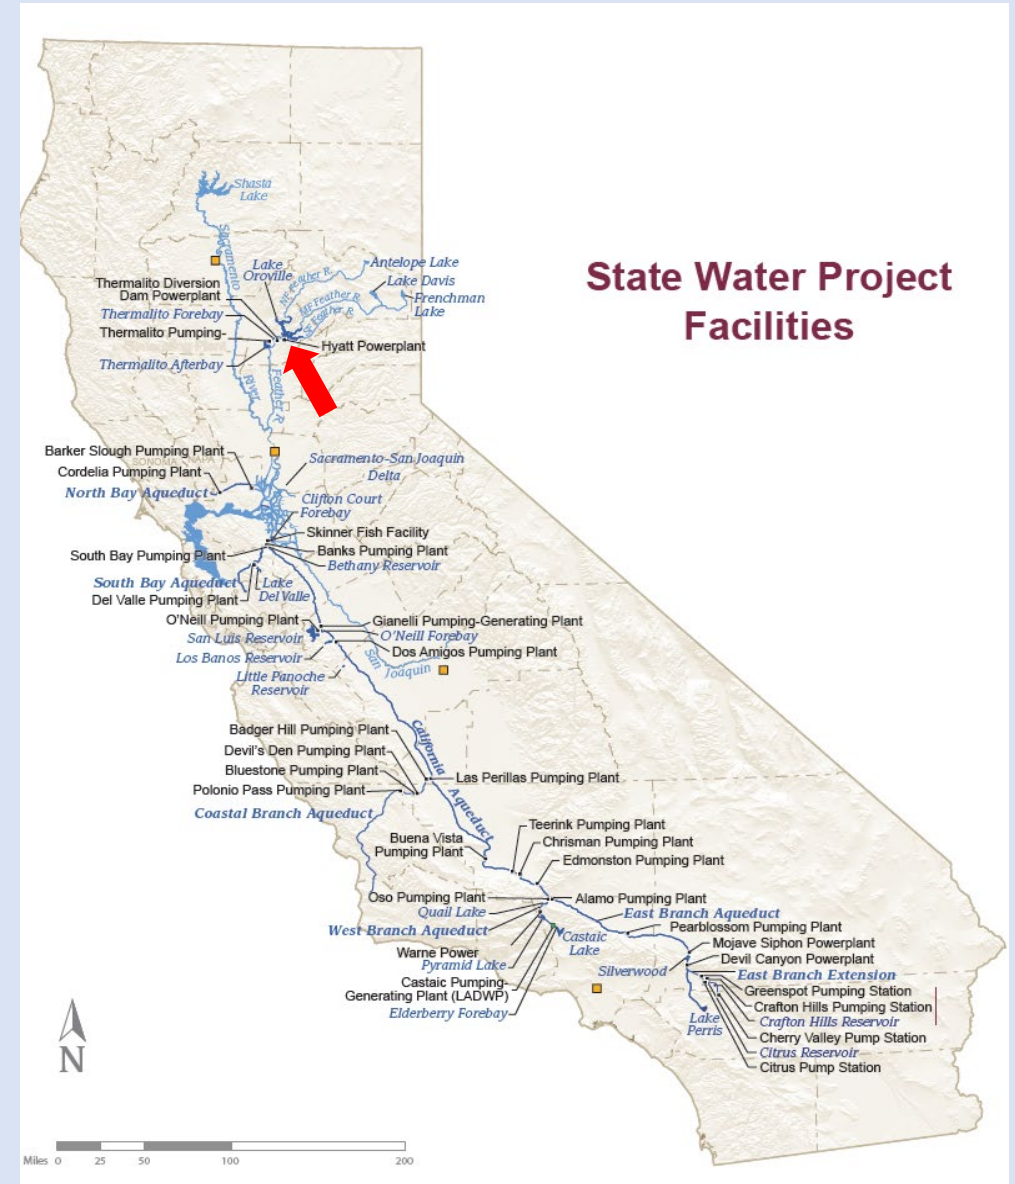 State Water Project
Facilities
Shasta
Lake
Sacramento
River
Lake
Oroville
NF Feather R.
MF Feather R.
SF Feather R.
Antelope Lake
Lake Davis
Frenchman
Lake
Thermalito Diversion
Dam Powerplant
Thermalito Forebay
Thermalito Pumping-
Hyatt Powerplant
Thermalito Afterbay
Feather R.
Barker Slough Pumping Plant
SONOMA
NAPA
Cordelia Pumping Plant
North Bay Aqueduct
Sacramento-San Joaquin
Delta
Clifton Court
Forebay
Skinner Fish Facility
Banks Pumping Plant
South Bay Pumping Plant
Bethany Reservoir
South Bay Aqueduct
Lake
Del Valle
Del Valle Pumping Plant
O'Neill Pumping Plant
Gianelli Pumping-Generating Plant
San Luis Reservoir
O'Neill Forebay
Los Banos Reservoir
Dos Amigos Pumping Plant
San Joaquin
Little Panoche
Reservoir
California Aqueduct
Badger Hill Pumping Plant
Devil's Den Pumping Plant
Bluestone Pumping Plant
Las Perillas Pumping Plant
Polonio Pass Pumping Plant
Coastal Branch Aqueduct
Buena Vista
Pumping Plant
Teerink Pumping Plant
Chrisman Pumping Plant
Edmonston Pumping Plant
Oso Pumping Plant
Alamo Pumping Plant
Quail Lake
East Branch Aqueduct
West Branch Aqueduct
Pearblossom Pumping Plant
Castaic
Lake
Mojave Siphon Powerplant
Warne Power
Devil Canyon Powerplant
Pyramid Lake
Silverwood
East Branch Extension
Castaic Pumping-
Generating Plant (LADWP)
Greenspot Pumping Station
Crafton Hills Pumping Station
Elderberry Forebay
Lake
Perris
Crafton Hills Reservoir
Cherry Valley Pump Station
Citrus Reservoir
Citrus Pump Station
N
Miles 0 25 50 100 200